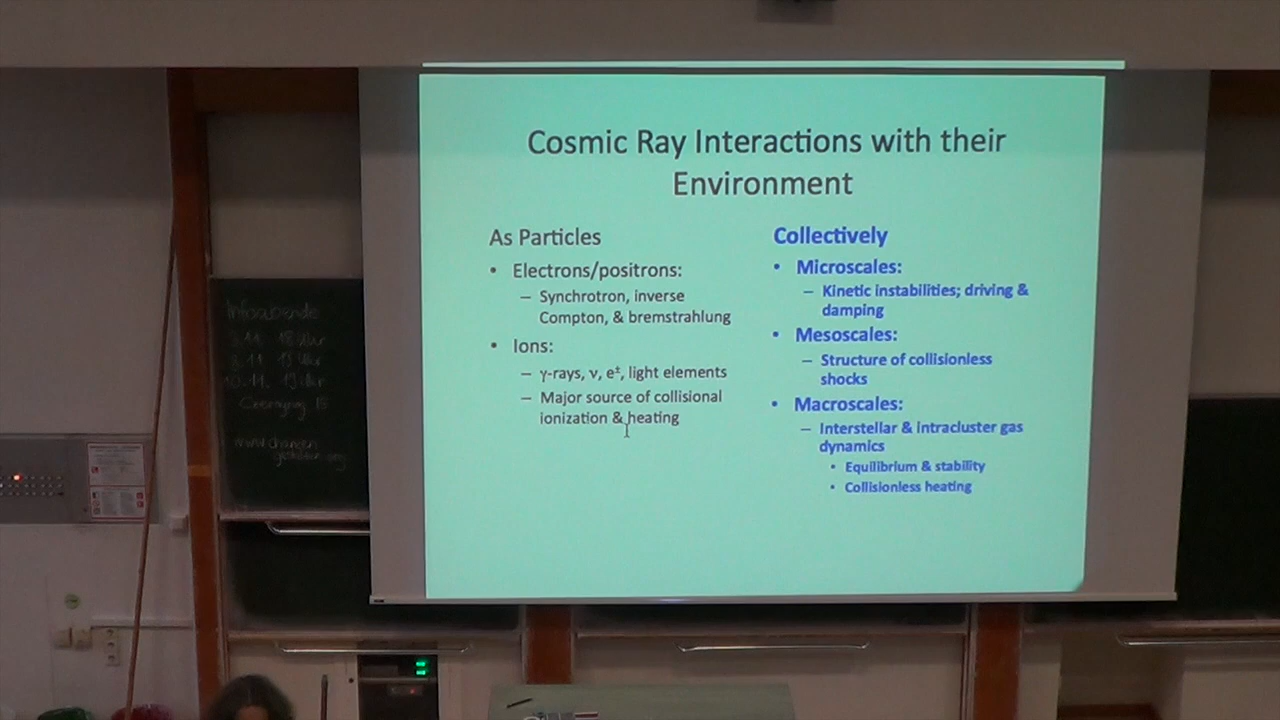 Cosmic Ray Interactions with their
Environment
As Particles
• Electrons/positrons:
– Synchrotron, inverse
Compton, & bremstrahlung
• Ions:
– γ-rays, ν, e±, light elements
– Major source of collisional
ionization & heating
Collectively
• Microscales:
– Kinetic instabilities; driving &
damping
• Mesoscales:
– Structure of collisionless
shocks
• Macroscales:
– Interstellar & intracluster gas
dynamics
• Equilibrium & stability
• Collisionless heating
Infoabende